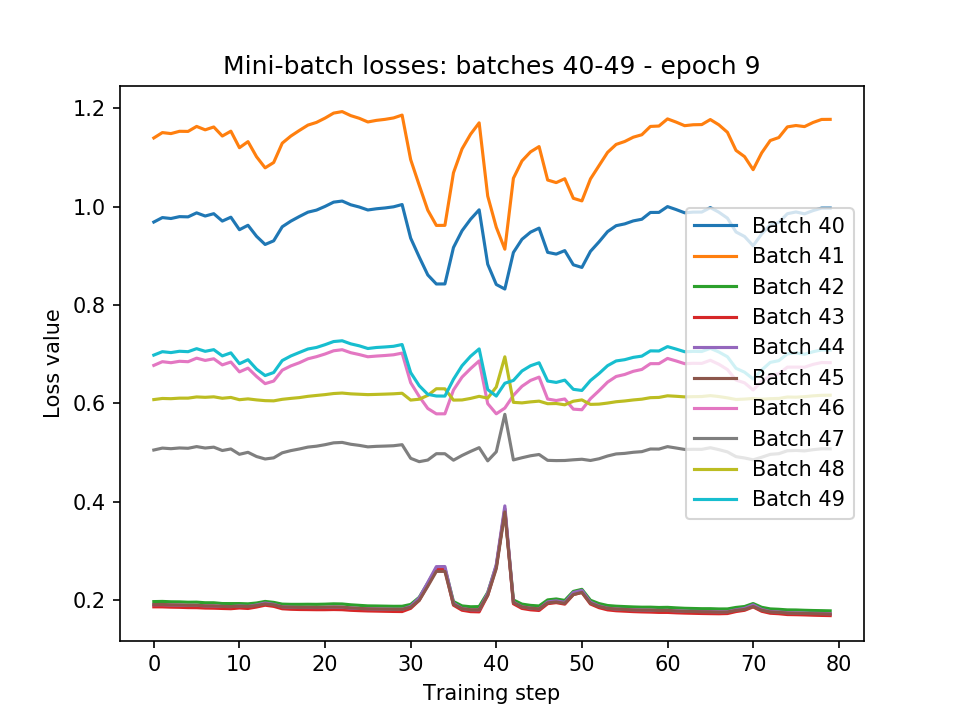 Mini-batch losses: batches 40-49 - epoch 9
1.2
1.0
0.8
0.6
0.4
0.2
Loss value
Batch 40
Batch 41
Batch 42
Batch 43
Batch 44
Batch 45
Batch 46
Batch 47
Batch 48
Batch 49
0 10 20 30 40 50 60 70 80
Training step